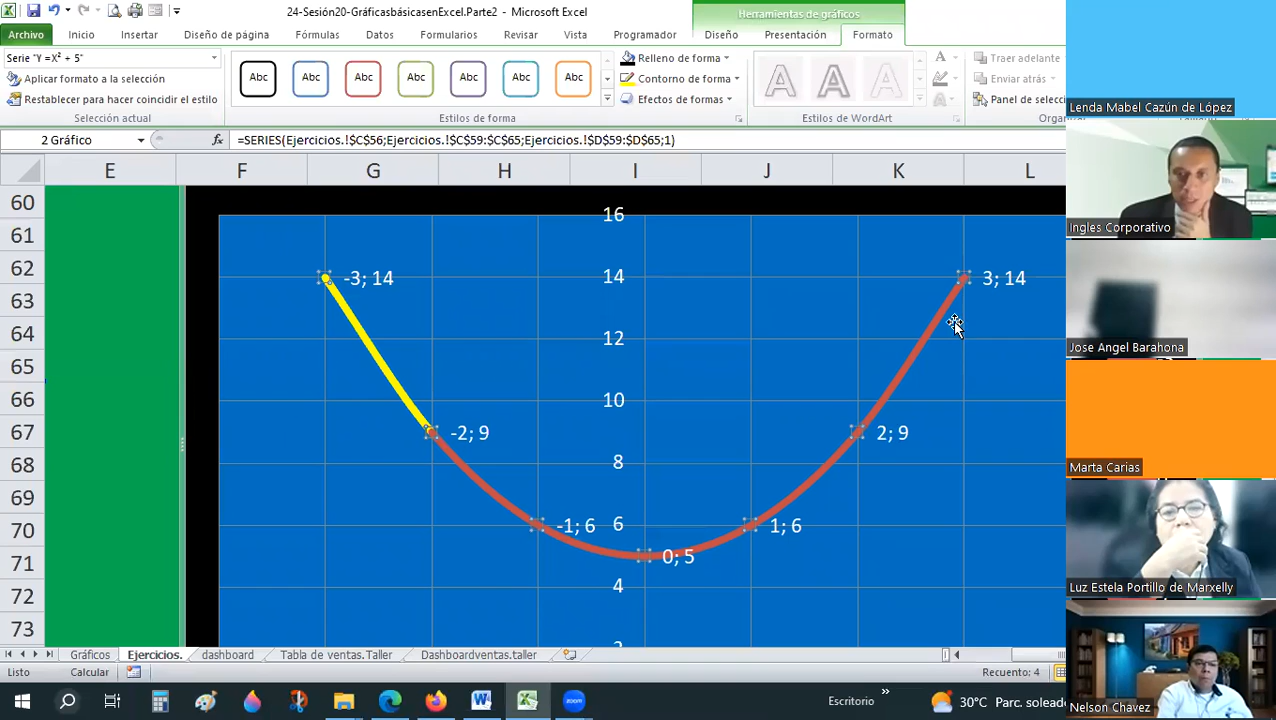 24-Sesión20-GráficasbásicasenExcel.Parte2 - Microsoft Excel
Herramientas de gráficos
Archivo Inicio Insertar Diseño de página Fórmulas Datos Formularios Revisar Vista Programador Diseño Presentación Formato
Serie "Y =X² + 5"
Aplicar formato a la selección
Restablecer para hacer coincidir el estilo
Selección actual
Abc Abc Abc Abc Abc Abc Abc
Estilos de forma
Relleno de forma
Contorno de forma
Efectos de formas
A A A
Estilos de WordArt
A
A
Traer adelante
Enviar atrás
Panel de selecc
Organiz
2 Gráfico
fx
=SERIES(Ejercicios.!$C$56;Ejercicios.!$C$59:$C$65;Ejercicios.!$D$59:$D$65;1)
E F G H I J K L
60
61
62
63
64
65
66
67
68
69
70
71
72
73
16
14
12
10
8
6
4
-3; 14
3; 14
-2; 9
2; 9
-1; 6
1; 6
0; 5
Gráficos Ejercicios. dashboard Tabla de ventas.Taller Dashboardventas.taller
Listo Calcular Recuento: 4
Escritorio » 30°C Parc. soleado
W
zoom
Lenda Mabel Cazún de López
Ingles Corporativo
Jose Angel Barahona
Marta Carias
Luz Estela Portillo de Marxelly
Nelson Chavez